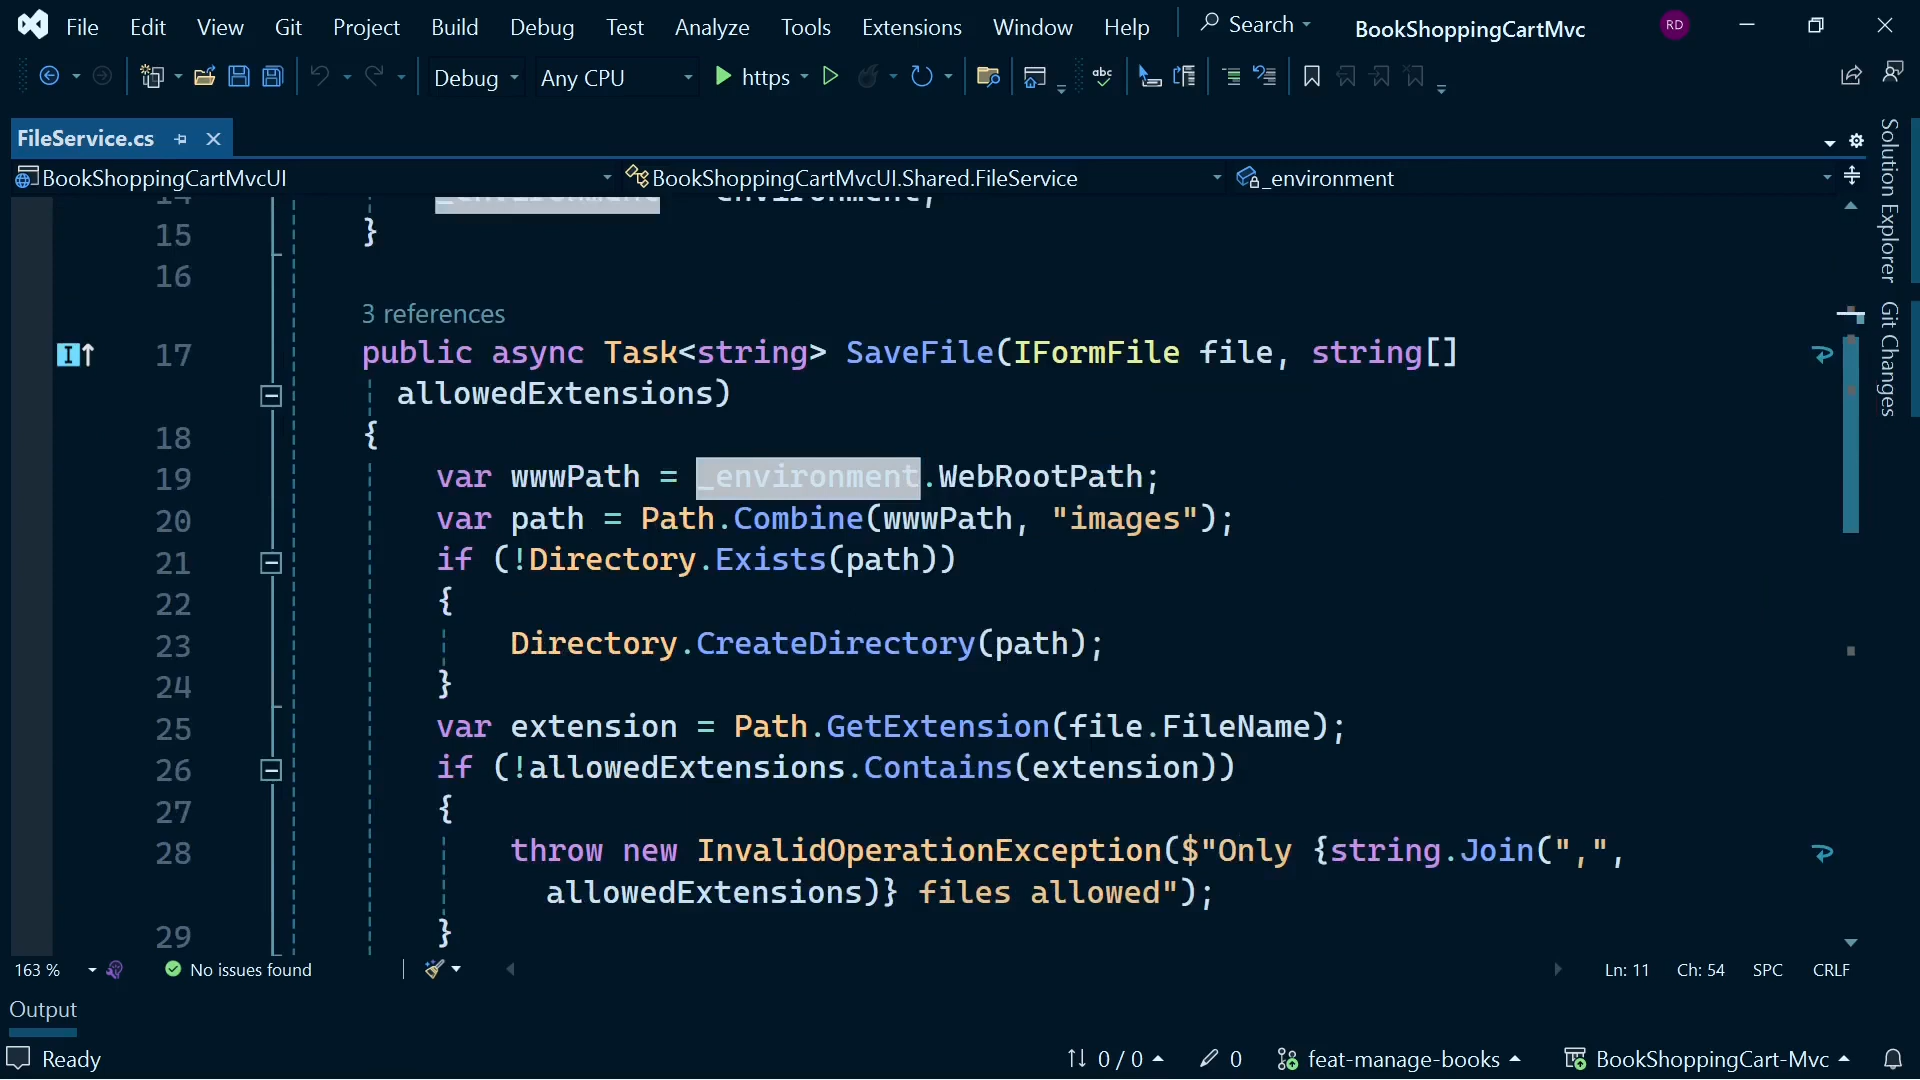 File Edit View Git Project Build Debug Test Analyze Tools Extensions Window Help Search BookShoppingCartMvc RD
Debug Any CPU https abc
FileService.cs
BookShoppingCartMvcUI BookShoppingCartMvcUI.Shared.FileService _environment
14 _environment environment;
15 }
16
3 references
17 public async Task<string> SaveFile(IFormFile file, string[]
allowedExtensions)
18 {
19 var wwwPath = _environment.WebRootPath;
20 var path = Path.Combine(wwwPath, "images");
21 if (!Directory.Exists(path))
22 {
23 Directory.CreateDirectory(path);
24 }
25 var extension = Path.GetExtension(file.FileName);
26 if (!allowedExtensions.Contains(extension))
27 {
28 throw new InvalidOperationException($"Only {string.Join(",",
allowedExtensions)} files allowed");
29 }
Solution Explorer
Git Changes
163 % No issues found Ln: 11 Ch: 54 SPC CRLF
Output
Ready 0 / 0 0 feat-manage-books BookShoppingCart-Mvc